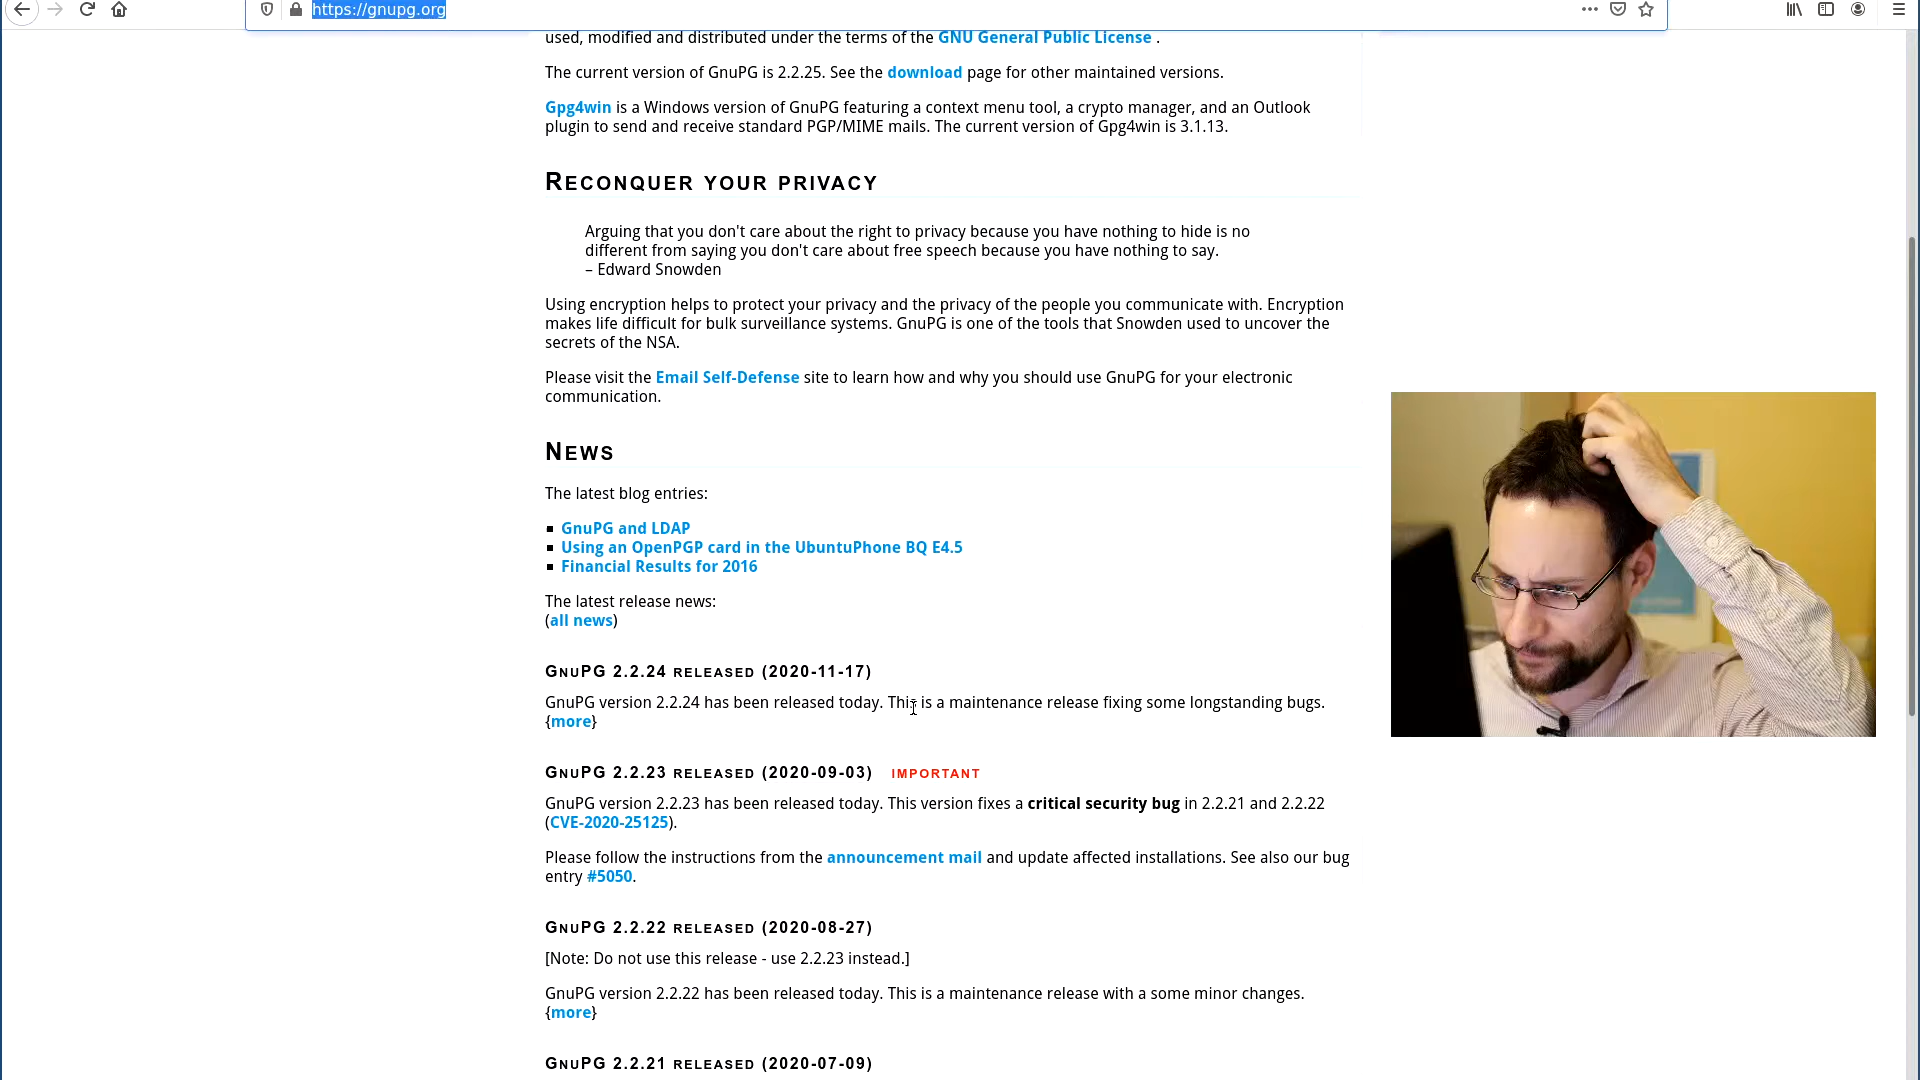 https://gnupg.org
used, modified and distributed under the terms of the GNU General Public License .
The current version of GnuPG is 2.2.25. See the download page for other maintained versions.
Gpg4win is a Windows version of GnuPG featuring a context menu tool, a crypto manager, and an Outlook
plugin to send and receive standard PGP/MIME mails. The current version of Gpg4win is 3.1.13.
Reconquer your privacy
Arguing that you don't care about the right to privacy because you have nothing to hide is no
different from saying you don't care about free speech because you have nothing to say.
– Edward Snowden
Using encryption helps to protect your privacy and the privacy of the people you communicate with. Encryption
makes life difficult for bulk surveillance systems. GnuPG is one of the tools that Snowden used to uncover the
secrets of the NSA.
Please visit the Email Self-Defense site to learn how and why you should use GnuPG for your electronic
communication.
News
The latest blog entries:
▪ GnuPG and LDAP
▪ Using an OpenPGP card in the UbuntuPhone BQ E4.5
▪ Financial Results for 2016
The latest release news:
(all news)
GnuPG 2.2.24 released (2020-11-17)
GnuPG version 2.2.24 has been released today. This is a maintenance release fixing some longstanding bugs.
{more}
GnuPG 2.2.23 released (2020-09-03) IMPORTANT
GnuPG version 2.2.23 has been released today. This version fixes a critical security bug in 2.2.21 and 2.2.22
(CVE-2020-25125).
Please follow the instructions from the announcement mail and update affected installations. See also our bug
entry #5050.
GnuPG 2.2.22 released (2020-08-27)
[Note: Do not use this release - use 2.2.23 instead.]
GnuPG version 2.2.22 has been released today. This is a maintenance release with a some minor changes.
{more}
GnuPG 2.2.21 released (2020-07-09)